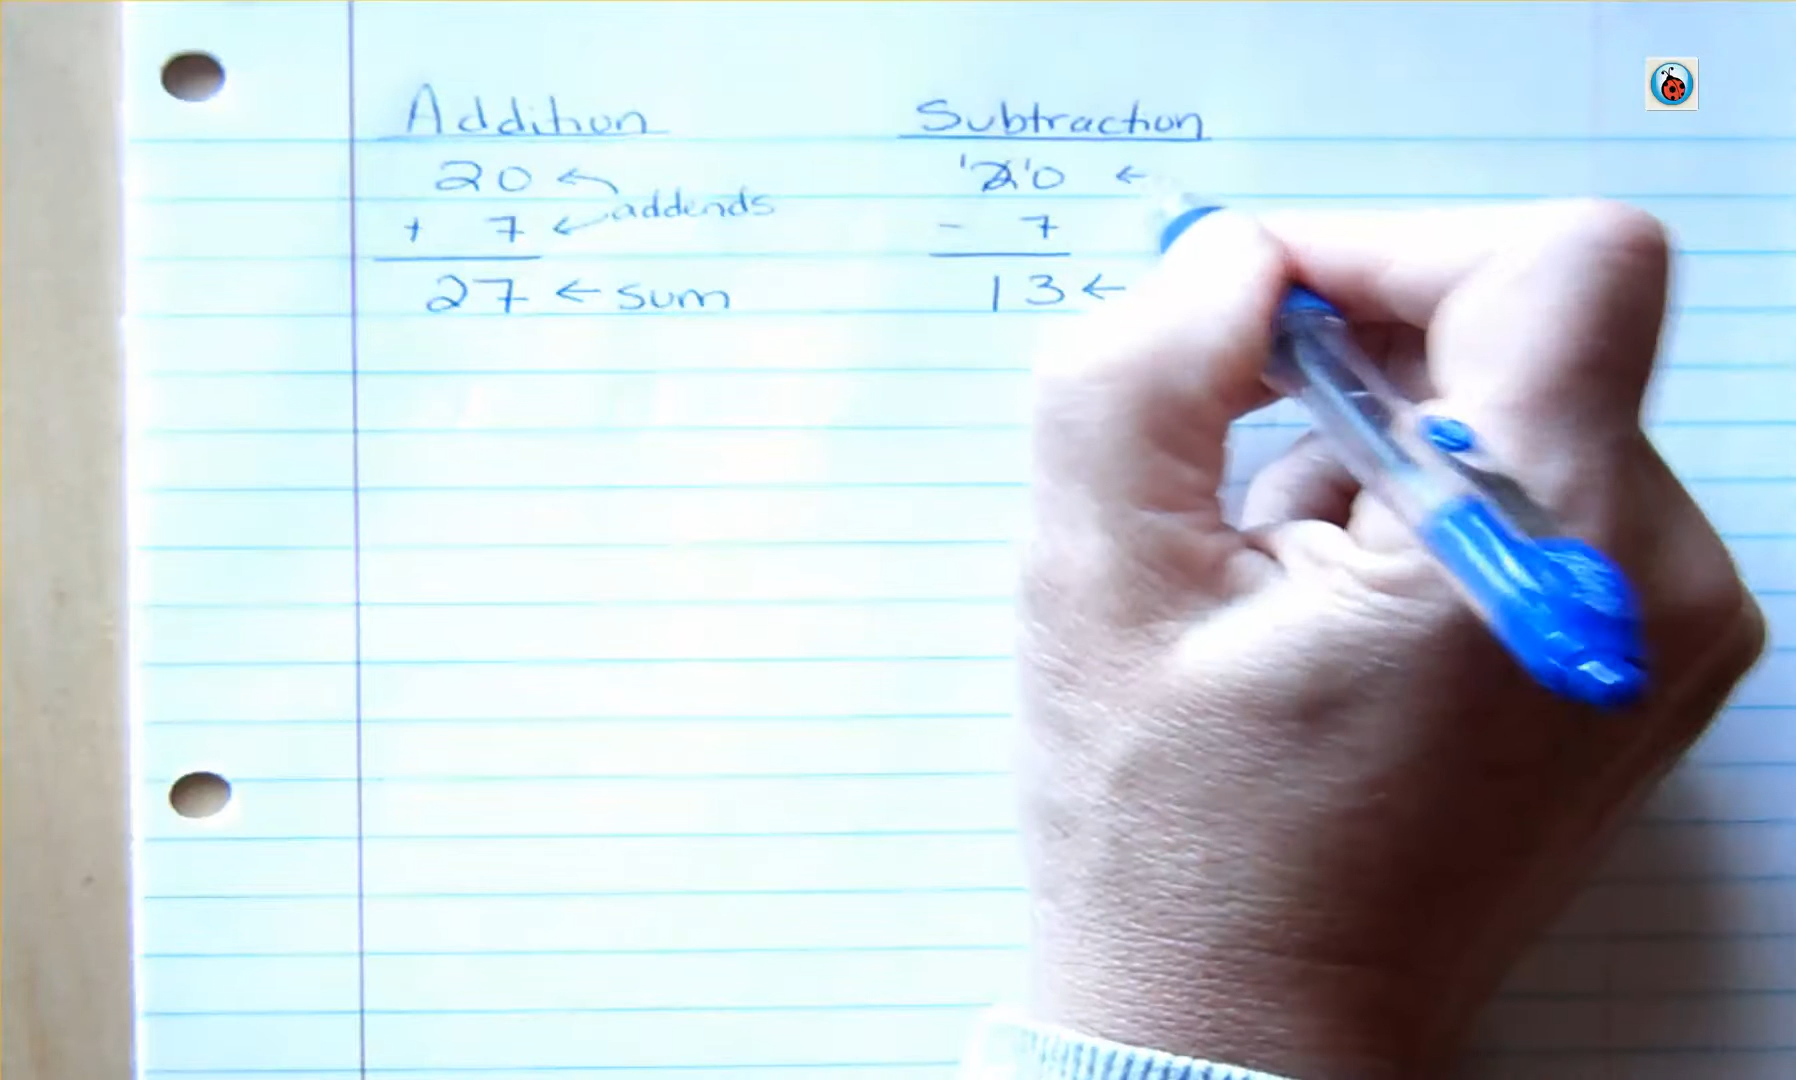 Addition Subtraction
20 ← '2'0 ←
addends
+ 7 ← - 7
27 ← sum 13 ←